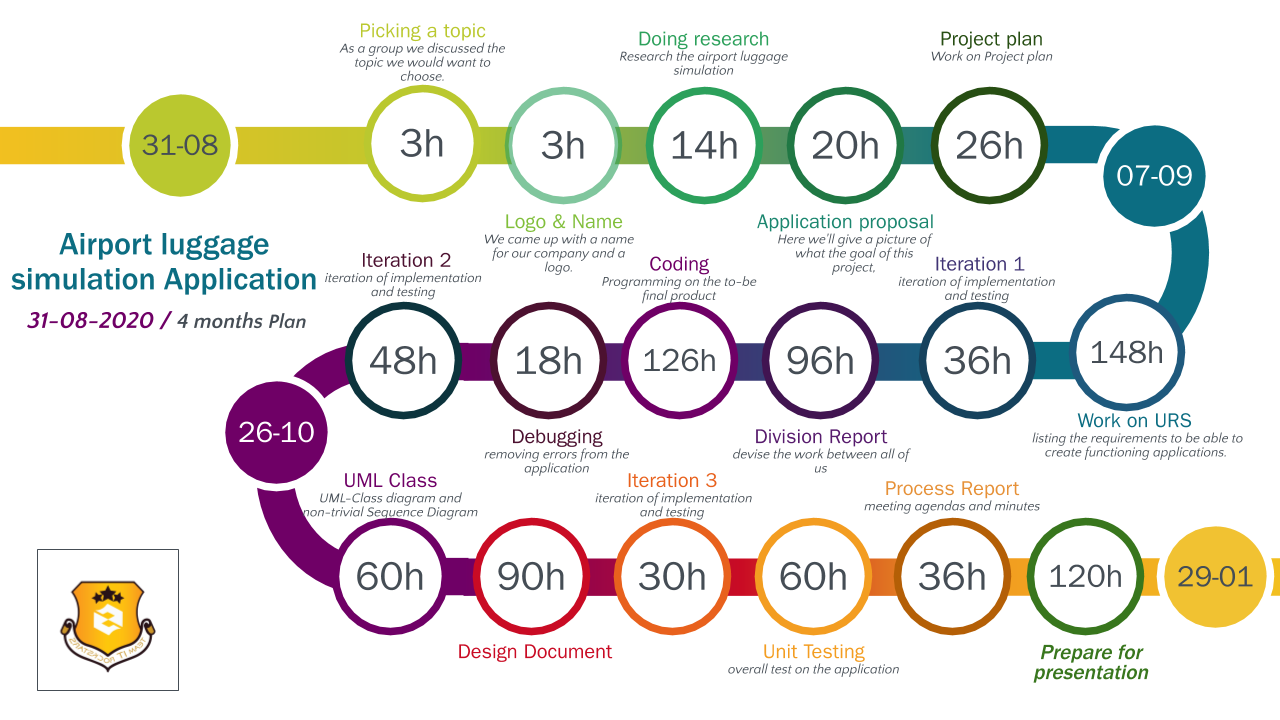 Picking a topic
As a group we discussed the
topic we would want to
choose.
Doing research
Research the airport luggage
simulation
Project plan
Work on Project plan
31-08
3h
3h
14h
20h
26h
07-09
Logo & Name
We came up with a name
for our company and a
logo.
Application proposal
Here we'll give a picture of
what the goal of this
project,
Airport luggage
simulation Application
31-08-2020 / 4 months Plan
Iteration 2
iteration of implementation
and testing
Coding
Programming on the to-be
final product
Iteration 1
iteration of implementation
and testing
48h
18h
126h
96h
36h
148h
26-10
Debugging
removing errors from the
application
Division Report
devise the work between all of
us
Work on URS
listing the requirements to be able to
create functioning applications.
UML Class
UML-Class diagram and
non-trivial Sequence Diagram
Iteration 3
iteration of implementation
and testing
Process Report
meeting agendas and minutes
60h
90h
30h
60h
36h
120h
29-01
Design Document
Unit Testing
overall test on the application
Prepare for
presentation